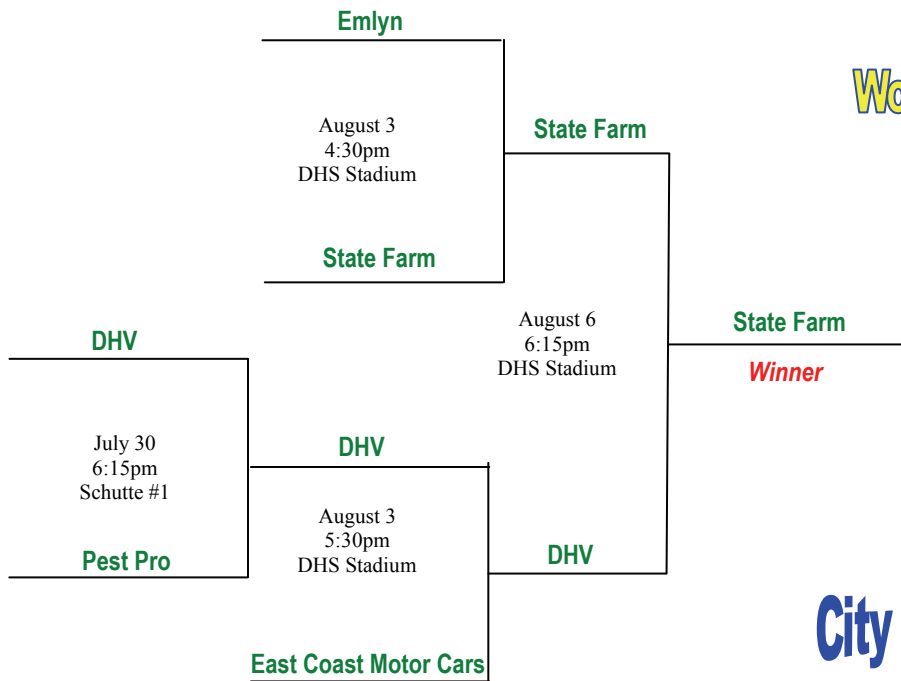 Emlyn
August 3
4:30pm
DHS Stadium
State Farm
State Farm
DHV
July 30
6:15pm
Schutte #1
Pest Pro
DHV
August 3
5:30pm
DHS Stadium
East Coast Motor Cars
August 6
6:15pm
DHS Stadium
DHV
State Farm
Winner
City